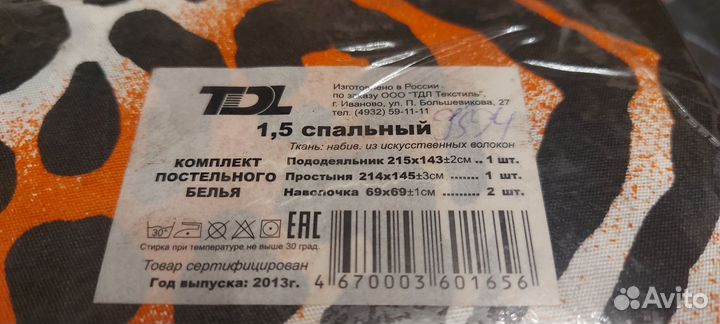 TDL
Изготовлено в России
по заказу ООО "ТДЛ Текстиль",
г. Иваново, ул. П. Большевикова, 27
тел. (4932) 59-11-11
1,5 спальный
Ткань: набив. из искусственных волокон
КОМПЛЕКТ
ПОСТЕЛЬНОГО
БЕЛЬЯ
Пододеяльник 215х143±2см .. 1 шт.
Простыня 214х145±3см ........ 1 шт.
Наволочка 69х69±1см ......... 2 шт.
30°
EAC
Стирка при температуре не выше 30 град.
Товар сертифицирован
Год выпуска: 2013г.
4 670003 601656
Avito